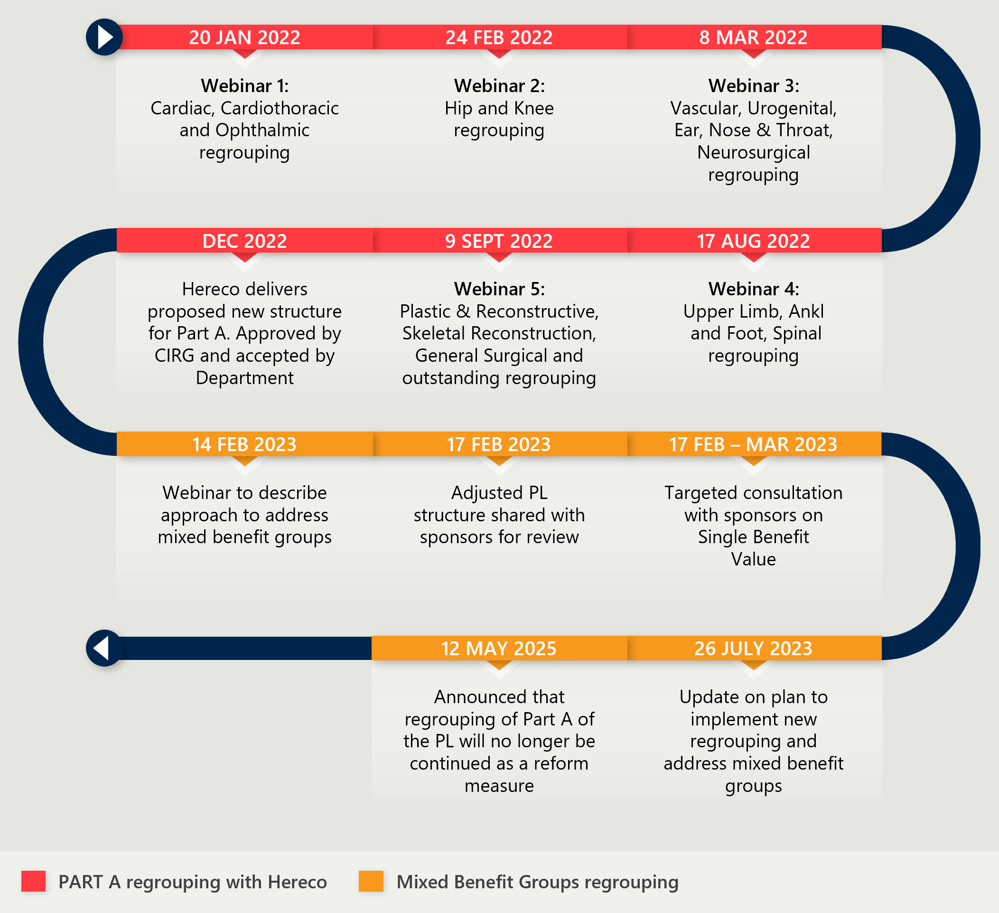 20 JAN 2022
Webinar 1:
Cardiac, Cardiothoracic
and Ophthalmic
regrouping
24 FEB 2022
Webinar 2:
Hip and Knee
regrouping
8 MAR 2022
Webinar 3:
Vascular, Urogenital,
Ear, Nose & Throat,
Neurosurgical
regrouping
17 AUG 2022
Webinar 4:
Upper Limb, Ankl
and Foot, Spinal
regrouping
9 SEPT 2022
Webinar 5:
Plastic & Reconstructive,
Skeletal Reconstruction,
General Surgical and
outstanding regrouping
DEC 2022
Hereco delivers
proposed new structure
for Part A. Approved by
CIRG and accepted by
Department
14 FEB 2023
Webinar to describe
approach to address
mixed benefit groups
17 FEB 2023
Adjusted PL
structure shared with
sponsors for review
17 FEB – MAR 2023
Targeted consultation
with sponsors on
Single Benefit
Value
26 JULY 2023
Update on plan to
implement new
regrouping and
address mixed benefit
groups
12 MAY 2025
Announced that
regrouping of Part A of
the PL will no longer be
continued as a reform
measure
PART A regrouping with Hereco
Mixed Benefit Groups regrouping